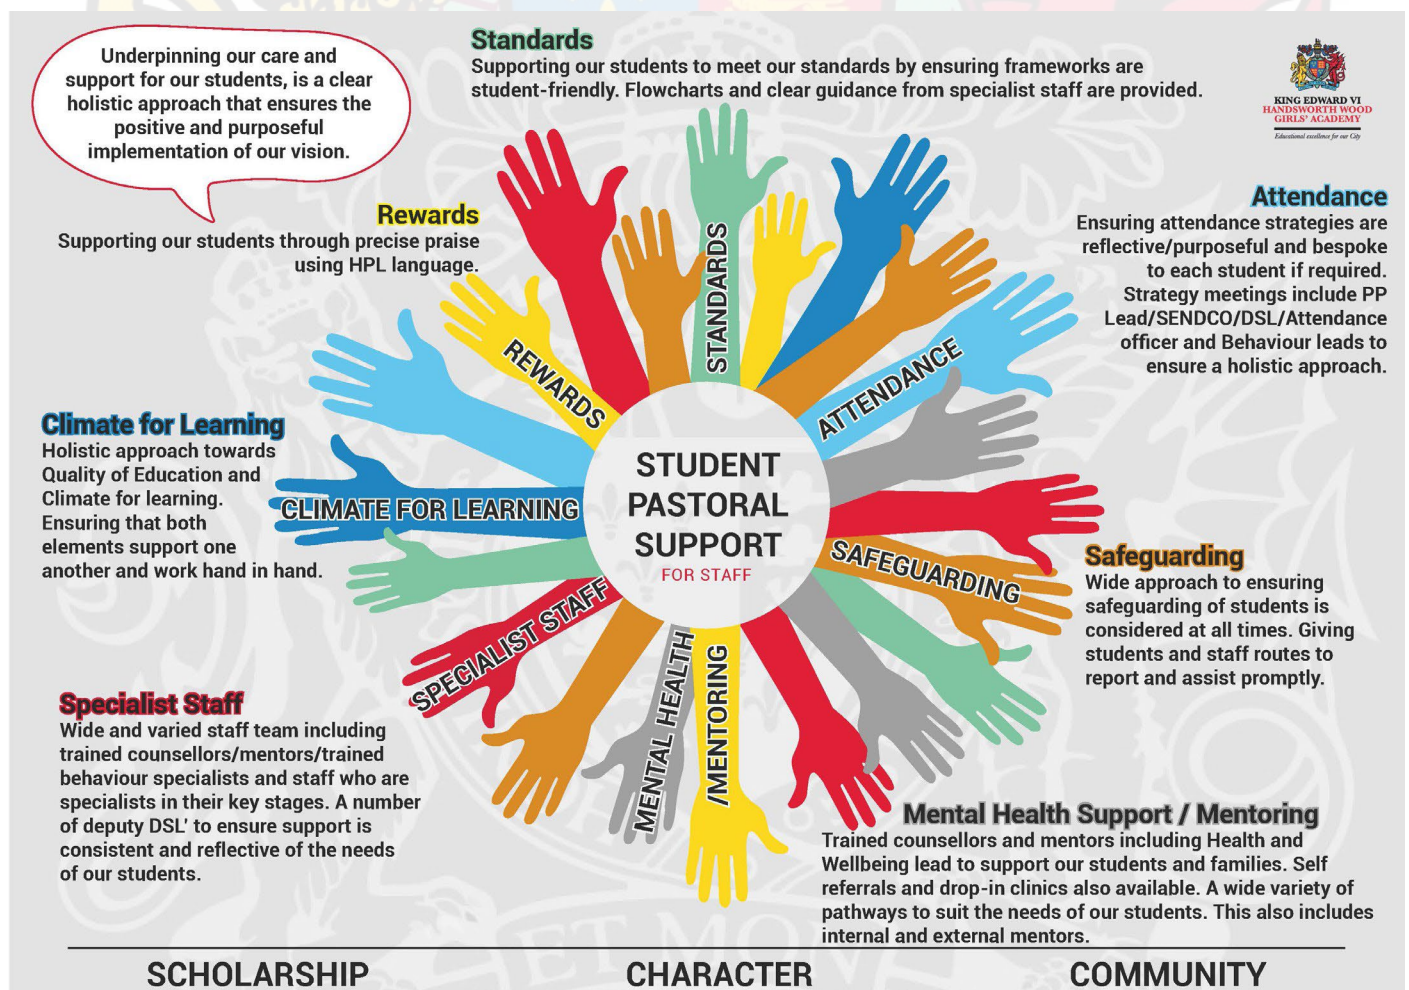 Underpinning our care and
support for our students, is a clear
holistic approach that ensures the
positive and purposeful
implementation of our vision.
Standards
Supporting our students to meet our standards by ensuring frameworks are
student-friendly. Flowcharts and clear guidance from specialist staff are provided.
KING EDWARD VI
HANDSWORTH WOOD
GIRLS' ACADEMY
Educational excellence for our City
Rewards
Supporting our students through precise praise
using HPL language.
Attendance
Ensuring attendance strategies are
reflective/purposeful and bespoke
to each student if required.
Strategy meetings include PP
Lead/SENDCO/DSL/Attendance
officer and Behaviour leads to
ensure a holistic approach.
Climate for Learning
Holistic approach towards
Quality of Education and
Climate for learning.
Ensuring that both
elements support one
another and work hand in hand.
STANDARDS
REWARDS
ATTENDANCE
CLIMATE FOR LEARNING
STUDENT
PASTORAL
SUPPORT
FOR STAFF
SAFEGUARDING
SPECIALIST STAFF
MENTAL HEALTH
/MENTORING
Safeguarding
Wide approach to ensuring
safeguarding of students is
considered at all times. Giving
students and staff routes to
report and assist promptly.
Specialist Staff
Wide and varied staff team including
trained counsellors/mentors/trained
behaviour specialists and staff who are
specialists in their key stages. A number
of deputy DSL' to ensure support is
consistent and reflective of the needs
of our students.
Mental Health Support / Mentoring
Trained counsellors and mentors including Health and
Wellbeing lead to support our students and families. Self
referrals and drop-in clinics also available. A wide variety of
pathways to suit the needs of our students. This also includes
internal and external mentors.
ET MON
SCHOLARSHIP
CHARACTER
COMMUNITY